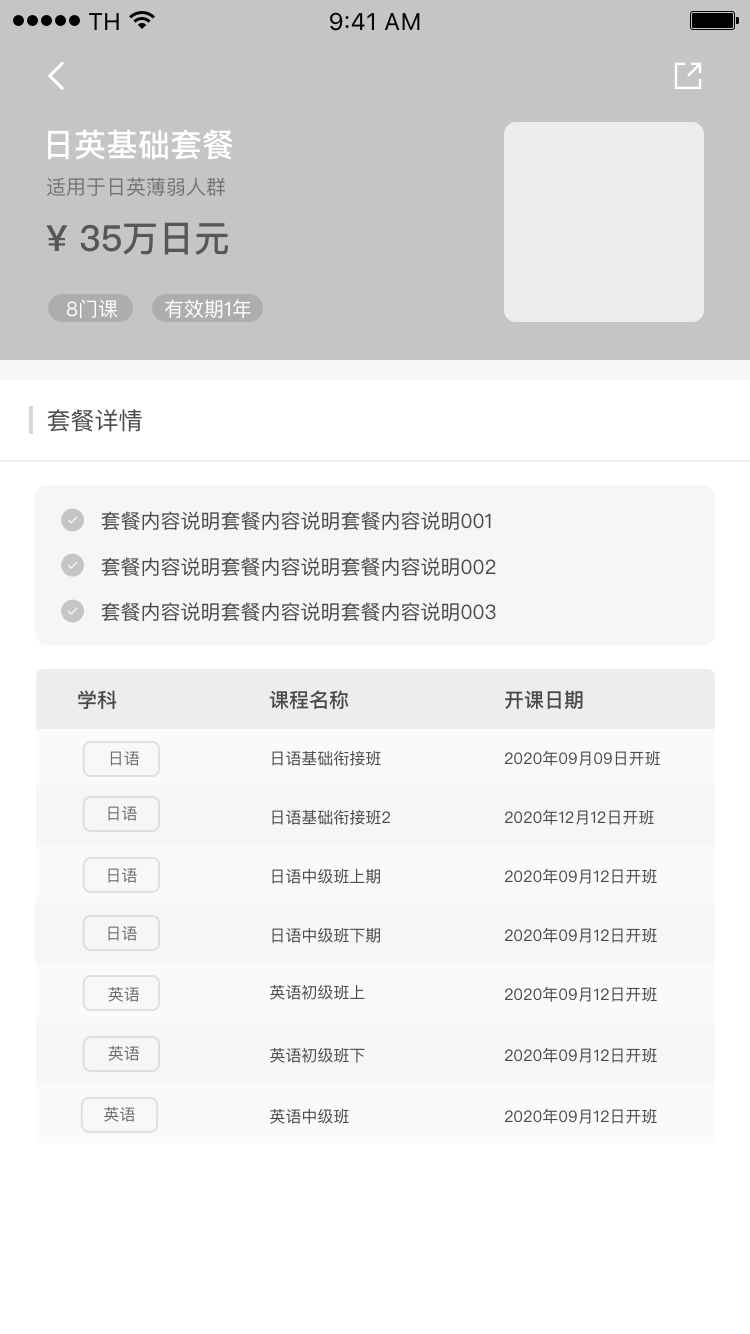 TH 9:41 AM
日英基础套餐
适用于日英薄弱人群
¥ 35万日元
8门课 有效期1年
套餐详情
套餐内容说明套餐内容说明套餐内容说明001
套餐内容说明套餐内容说明套餐内容说明002
套餐内容说明套餐内容说明套餐内容说明003
学科 课程名称 开课日期
日语 日语基础衔接班 2020年09月09日开班
日语 日语基础衔接班2 2020年12月12日开班
日语 日语中级班上期 2020年09月12日开班
日语 日语中级班下期 2020年09月12日开班
英语 英语初级班上 2020年09月12日开班
英语 英语初级班下 2020年09月12日开班
英语 英语中级班 2020年09月12日开班